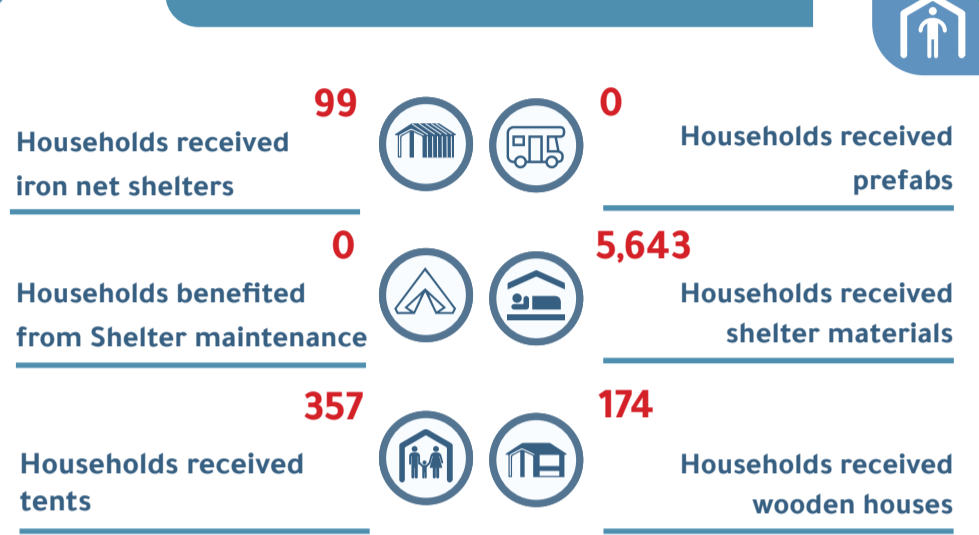 99
Households received
iron net shelters
0
Households received
prefabs
0
Households benefited
from Shelter maintenance
5,643
Households received
shelter materials
357
Households received
tents
174
Households received
wooden houses